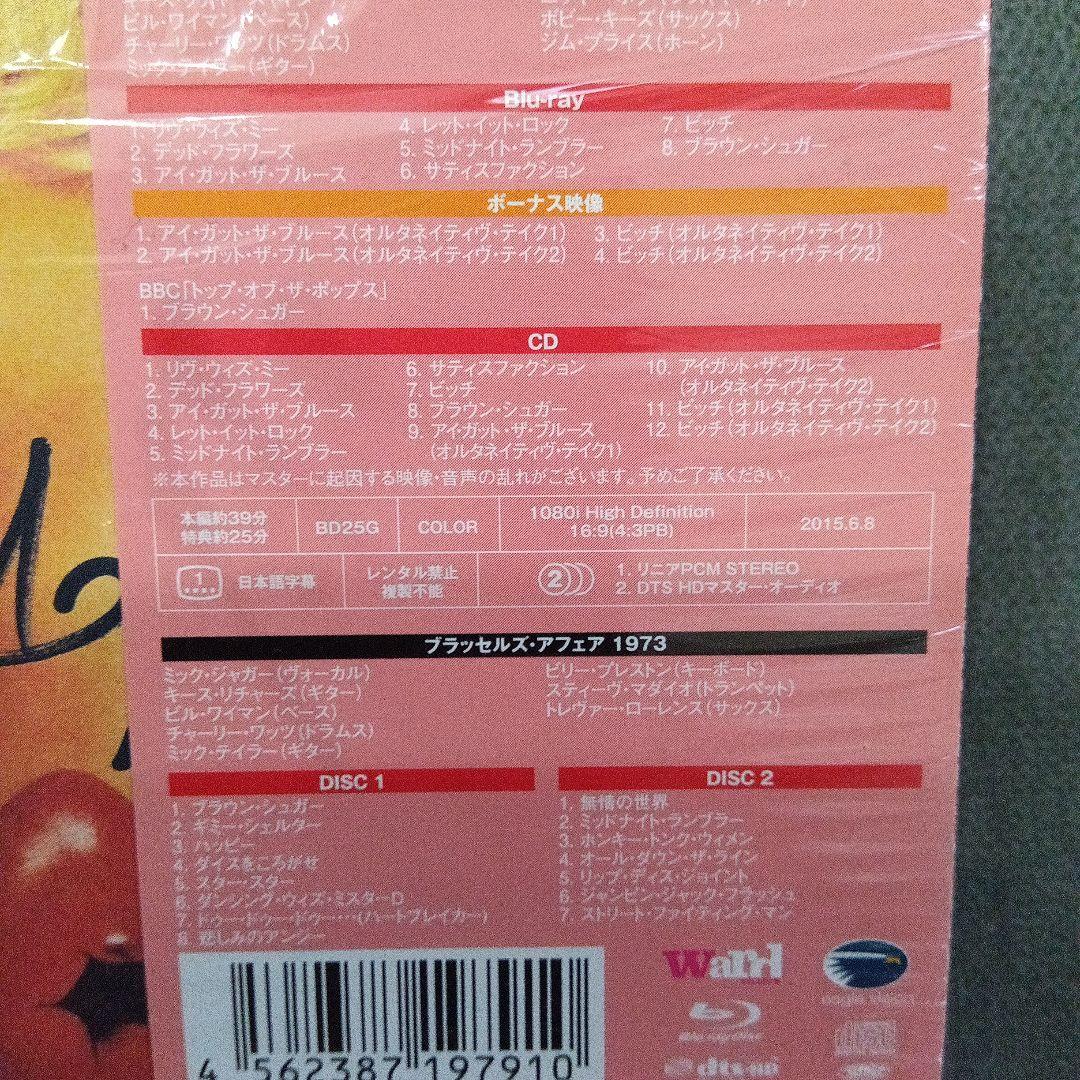 ビル・ワイマン(ベース)
チャーリー・ワッツ(ドラムス)
ミック・テイラー(ギター)
ボビー・キーズ(サックス)
ジム・プライス(ホーン)
Blu-ray
1. リヴ・ウィズ・ミー
2. デッド・フラワーズ
3. アイ・ガット・ザ・ブルース
4. レット・イット・ロック
5. ミッドナイト・ランブラー
6. サティスファクション
7. ビッチ
8. ブラウン・シュガー
ボーナス映像
1. アイ・ガット・ザ・ブルース(オルタネイティヴ・テイク1)
2. アイ・ガット・ザ・ブルース(オルタネイティヴ・テイク2)
3. ビッチ(オルタネイティヴ・テイク1)
4. ビッチ(オルタネイティヴ・テイク2)
BBC「トップ・オブ・ザ・ポップス」
1. ブラウン・シュガー
CD
1. リヴ・ウィズ・ミー
2. デッド・フラワーズ
3. アイ・ガット・ザ・ブルース
4. レット・イット・ロック
5. ミッドナイト・ランブラー
6. サティスファクション
7. ビッチ
8. ブラウン・シュガー
9. アイ・ガット・ザ・ブルース
(オルタネイティヴ・テイク1)
10. アイ・ガット・ザ・ブルース
(オルタネイティヴ・テイク2)
11. ビッチ(オルタネイティヴ・テイク1)
12. ビッチ(オルタネイティヴ・テイク2)
※本作品はマスターに起因する映像・音声の乱れがございます。予めご了承ください。
本編約39分
特典約25分
BD25G
COLOR
1080i High Definition
16:9(4:3PB)
2015.6.8
1
日本語字幕
レンタル禁止
複製不能
2
1. リニアPCM STEREO
2. DTS HDマスター・オーディオ
ブラッセルズ・アフェア 1973
ミック・ジャガー(ヴォーカル)
キース・リチャーズ(ギター)
ビル・ワイマン(ベース)
チャーリー・ワッツ(ドラムス)
ミック・テイラー(ギター)
ビリー・プレストン(キーボード)
スティーヴ・マダイオ(トランペット)
トレヴァー・ローレンス(サックス)
DISC 1
1. ブラウン・シュガー
2. ギミー・シェルター
3. ハッピー
4. ダイスをころがせ
5. スター・スター
6. ダンシング・ウィズ・ミスターD
7. ドゥー・ドゥー・ドゥー…(ハートブレイカー)
8. 悲しみのアンジー
DISC 2
1. 無情の世界
2. ミッドナイト・ランブラー
3. ホンキー・トンク・ウィメン
4. オール・ダウン・ザ・ライン
5. リップ・ディス・ジョイント
6. ジャンピン・ジャック・フラッシュ
7. ストリート・ファイティング・マン
4 562387 197910
Ward